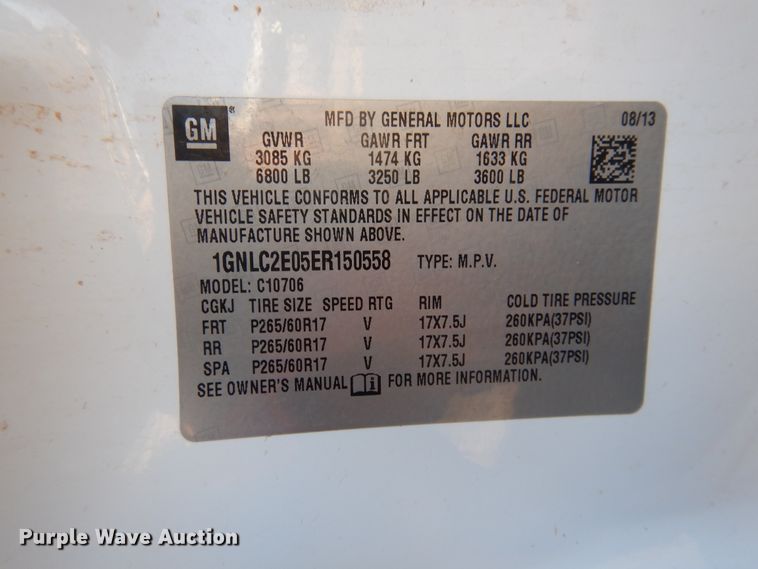 GM®
MFD BY GENERAL MOTORS LLC 08/13
GVWR GAWR FRT GAWR RR
3085 KG 1474 KG 1633 KG
6800 LB 3250 LB 3600 LB
THIS VEHICLE CONFORMS TO ALL APPLICABLE U.S. FEDERAL MOTOR
VEHICLE SAFETY STANDARDS IN EFFECT ON THE DATE OF
MANUFACTURE SHOWN ABOVE.
1GNLC2E05ER150558 TYPE: M.P.V.
MODEL: C10706
CGKJ TIRE SIZE SPEED RTG RIM COLD TIRE PRESSURE
FRT P265/60R17 V 17X7.5J 260KPA(37PSI)
RR P265/60R17 V 17X7.5J 260KPA(37PSI)
SPA P265/60R17 V 17X7.5J 260KPA(37PSI)
SEE OWNER'S MANUAL FOR MORE INFORMATION.
Purple Wave Auction